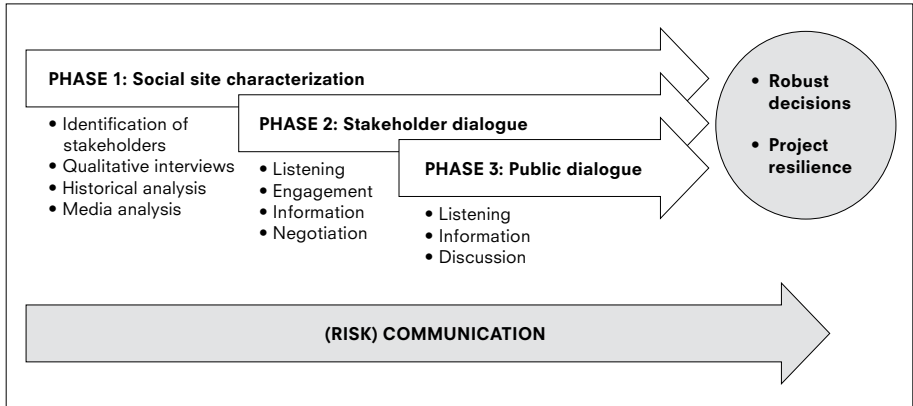 PHASE 1: Social site characterization
• Identification of
stakeholders
• Qualitative interviews
• Historical analysis
• Media analysis
PHASE 2: Stakeholder dialogue
• Listening
• Engagement
• Information
• Negotiation
PHASE 3: Public dialogue
• Listening
• Information
• Discussion
• Robust
decisions
• Project
resilience
(RISK) COMMUNICATION